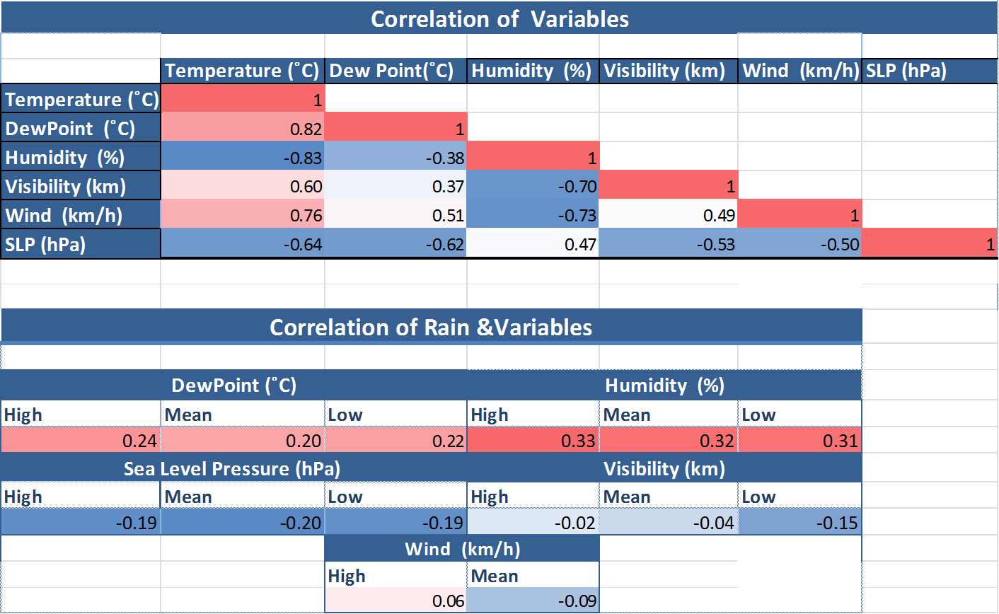 Correlation of  Variables
Temperature (˚C) Dew Point(˚C) Humidity  (%) Visibility (km) Wind  (km/h) SLP (hPa)
Temperature (˚C) 1
DewPoint  (˚C) 0.82 1
Humidity  (%) -0.83 -0.38 1
Visibility (km) 0.60 0.37 -0.70 1
Wind  (km/h) 0.76 0.51 -0.73 0.49 1
SLP (hPa) -0.64 -0.62 0.47 -0.53 -0.50 1
Correlation of Rain &Variables
DewPoint (˚C) Humidity  (%)
High Mean Low High Mean Low
0.24 0.20 0.22 0.33 0.32 0.31
Sea Level Pressure (hPa) Visibility (km)
High Mean Low High Mean Low
-0.19 -0.20 -0.19 -0.02 -0.04 -0.15
Wind  (km/h)
High Mean
0.06 -0.09